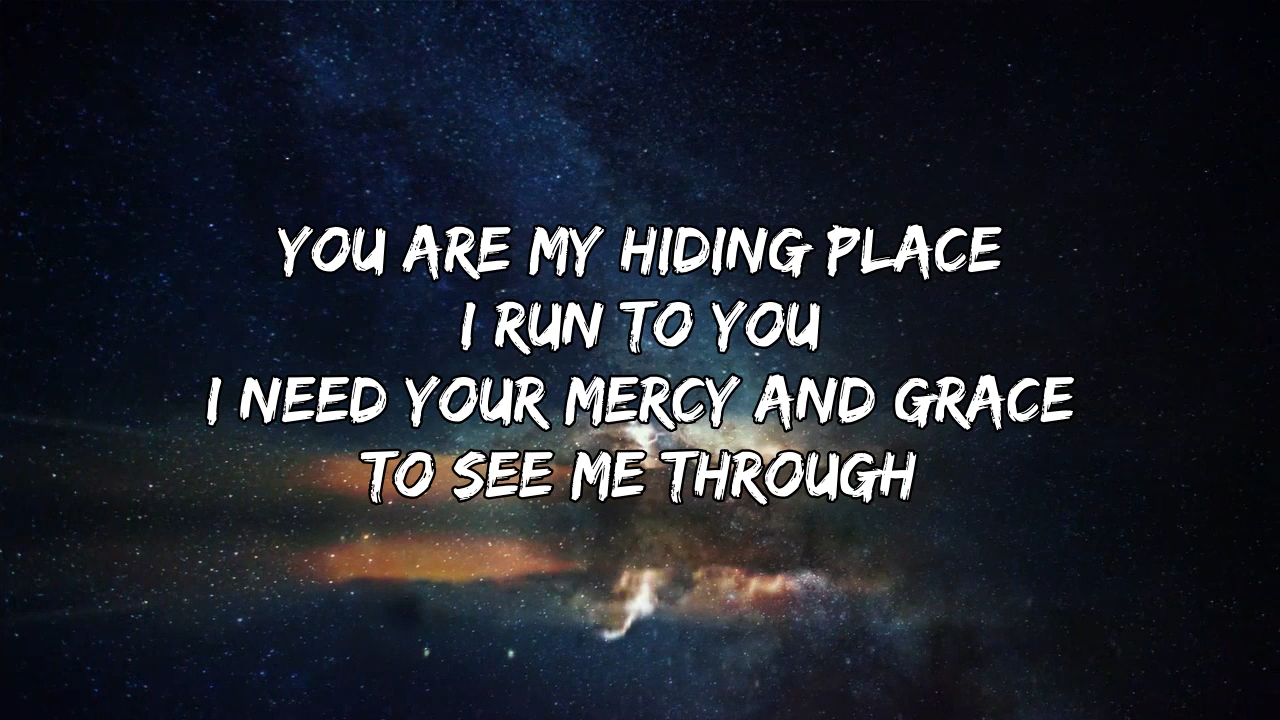 YOU ARE MY HIDING PLACE
I RUN TO YOU
I NEED YOUR MERCY AND GRACE
TO SEE ME THROUGH